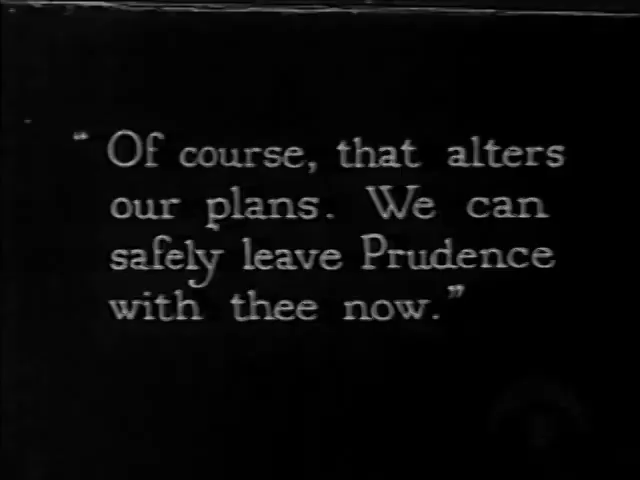 “ Of course, that alters
our plans. We can
safely leave Prudence
with thee now.”